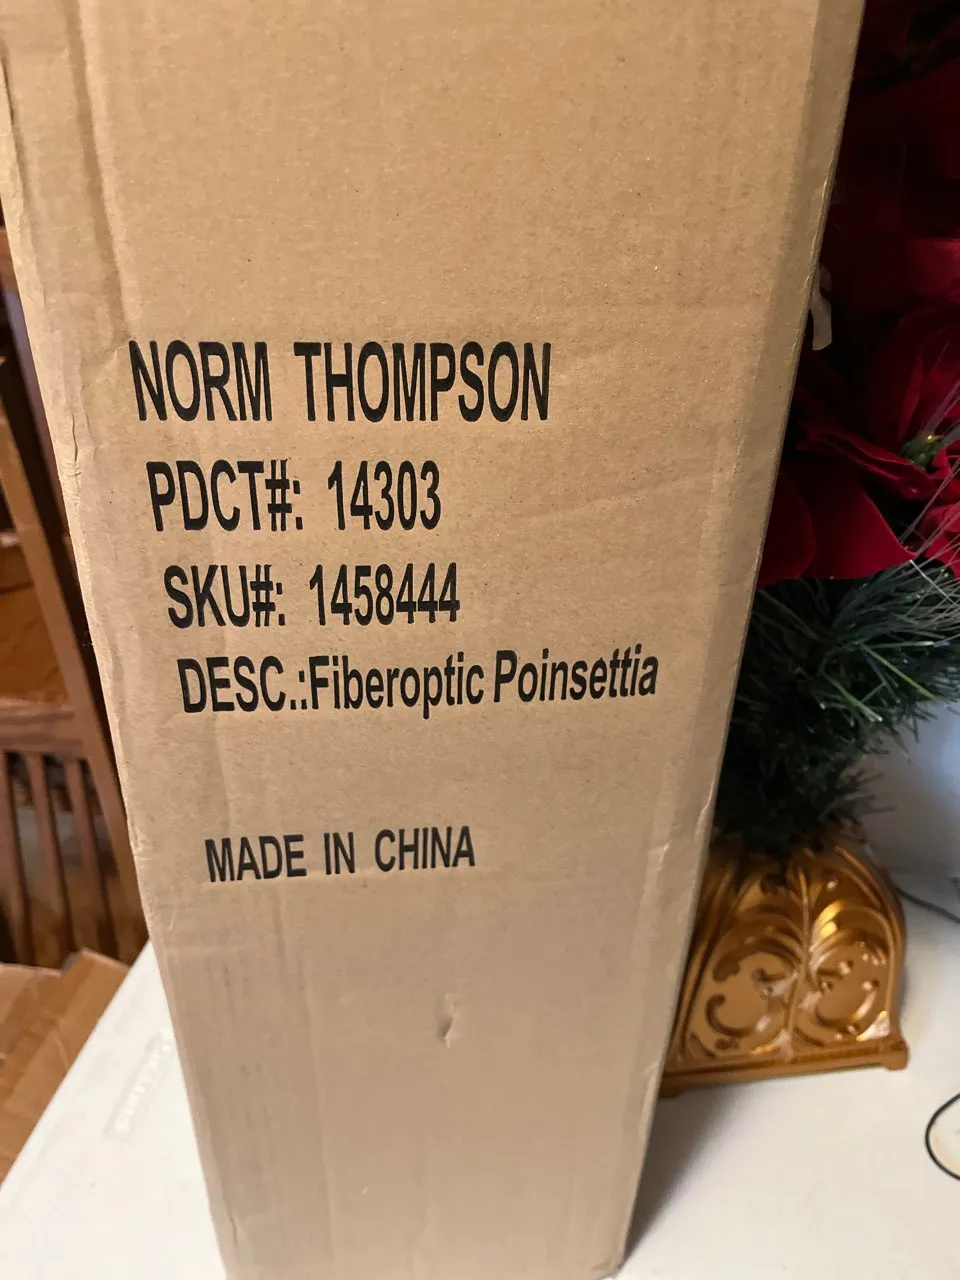 NORM THOMPSON
PDCT#: 14303
SKU#: 1458444
DESC.:Fiberoptic Poinsettia
MADE IN CHINA